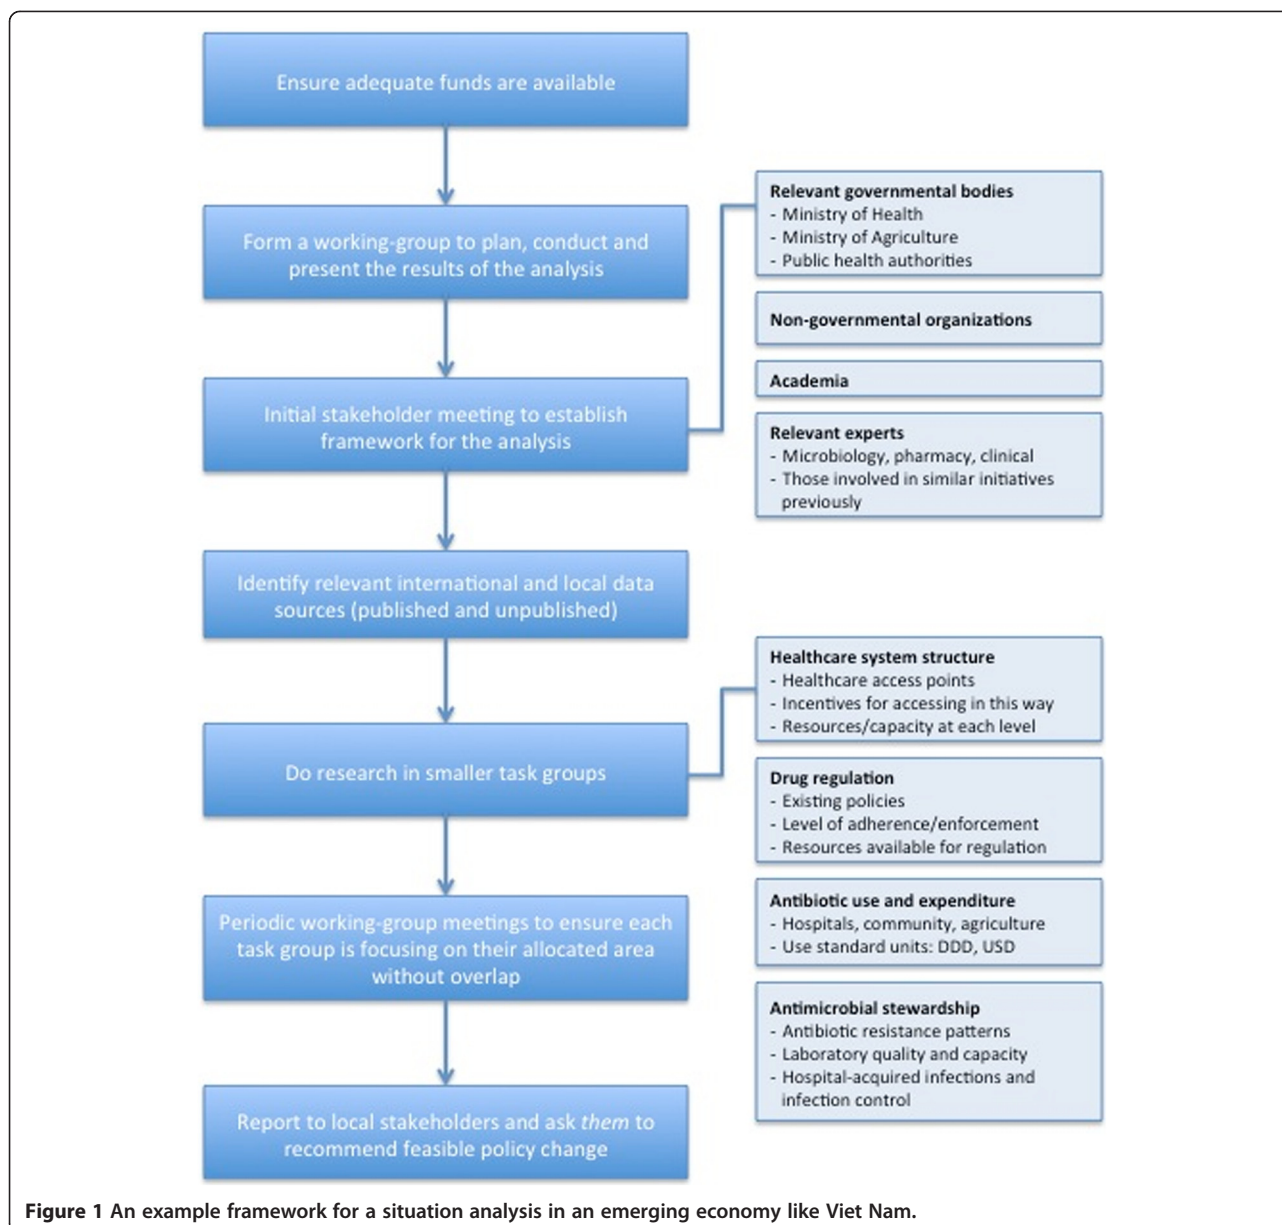 Ensure adequate funds are available
Form a working-group to plan, conduct and
present the results of the analysis
Initial stakeholder meeting to establish
framework for the analysis
Relevant governmental bodies
- Ministry of Health
- Ministry of Agriculture
- Public health authorities
Non-governmental organizations
Academia
Relevant experts
- Microbiology, pharmacy, clinical
- Those involved in similar initiatives
previously
Identify relevant international and local data
sources (published and unpublished)
Do research in smaller task groups
Healthcare system structure
- Healthcare access points
- Incentives for accessing in this way
- Resources/capacity at each level
Drug regulation
- Existing policies
- Level of adherence/enforcement
- Resources available for regulation
Antibiotic use and expenditure
- Hospitals, community, agriculture
- Use standard units: DDD, USD
Antimicrobial stewardship
- Antibiotic resistance patterns
- Laboratory quality and capacity
- Hospital-acquired infections and
infection control
Periodic working-group meetings to ensure each
task group is focusing on their allocated area
without overlap
Report to local stakeholders and ask them to
recommend feasible policy change
Figure 1 An example framework for a situation analysis in an emerging economy like Viet Nam.